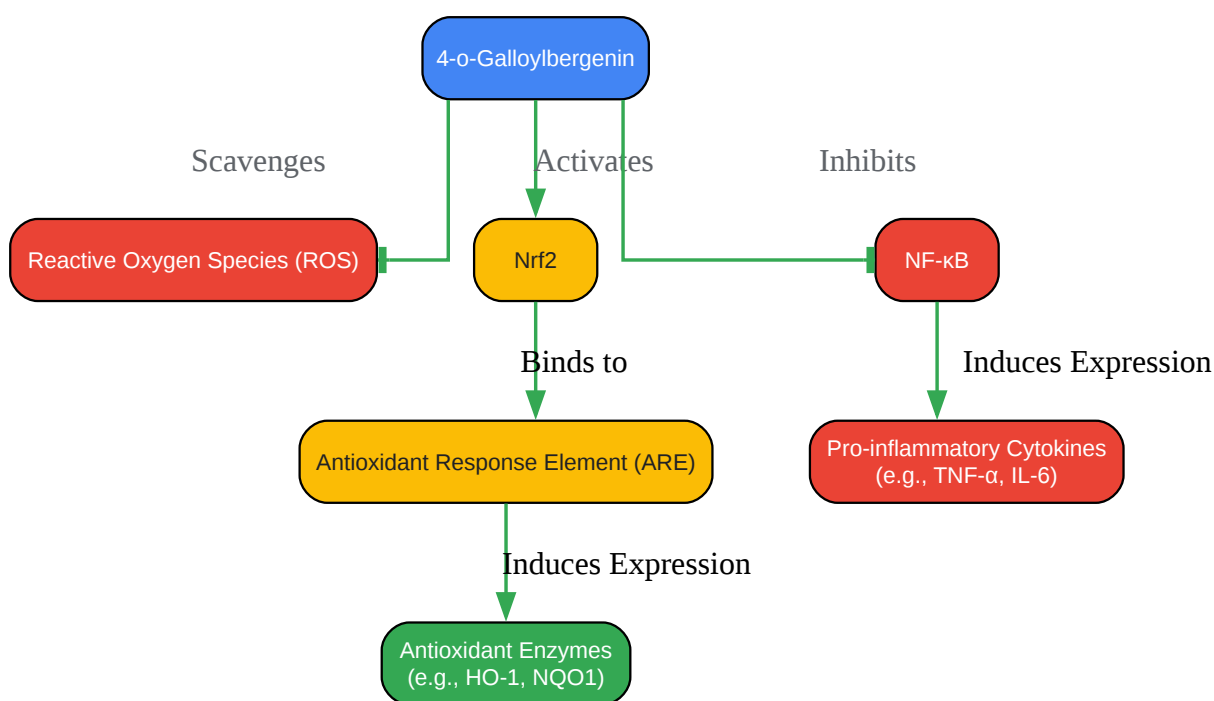 4-o-Galloylbergenin
Scavenges
Activates
Inhibits
Reactive Oxygen Species (ROS)
Nrf2
NF-κB
Binds to
Induces Expression
Antioxidant Response Element (ARE)
Pro-inflammatory Cytokines
(e.g., TNF-α, IL-6)
Induces Expression
Antioxidant Enzymes
(e.g., HO-1, NQO1)